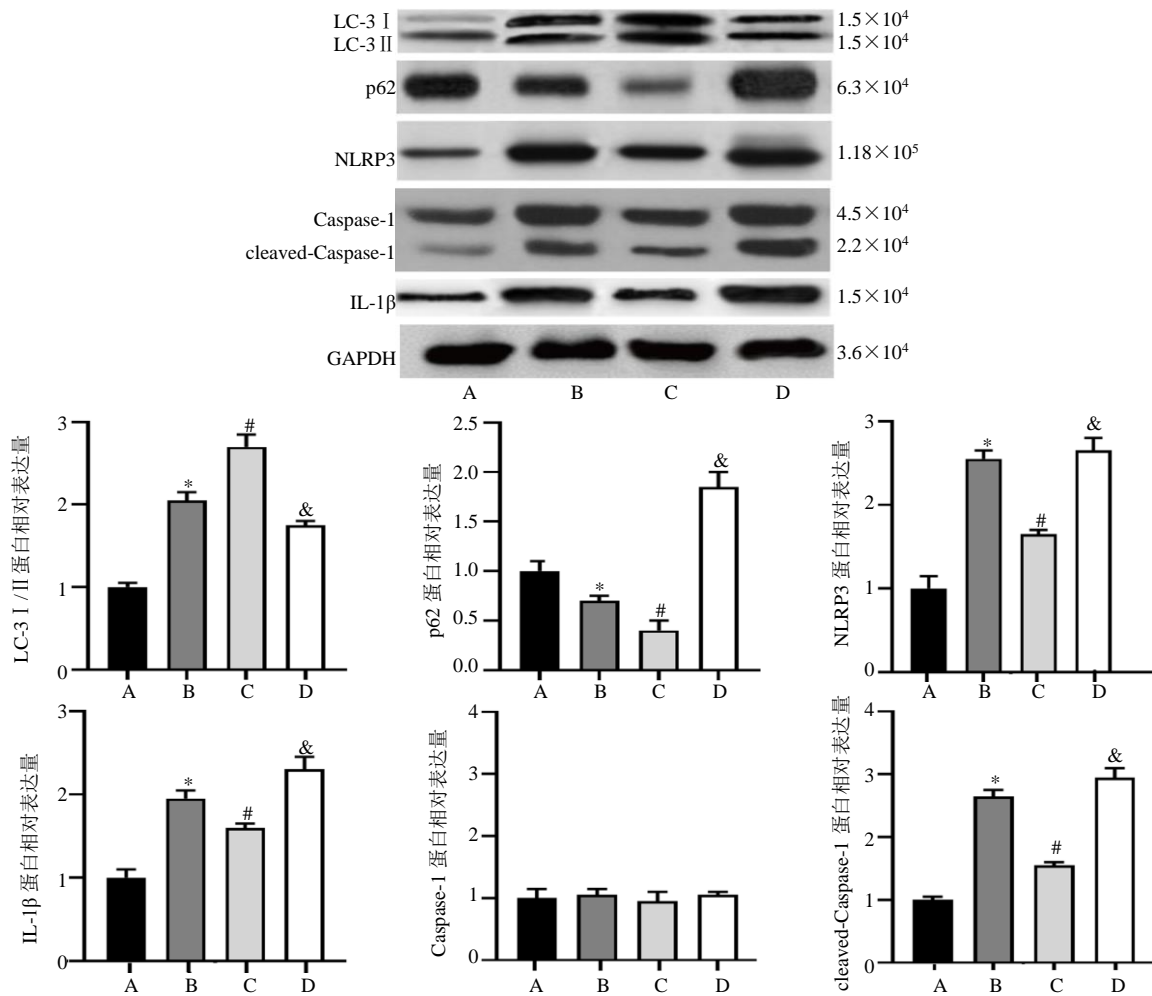 LC-3Ⅰ 1.5×10⁴
LC-3Ⅱ 1.5×10⁴
p62 6.3×10⁴
NLRP3 1.18×10⁵
Caspase-1 4.5×10⁴
cleaved-Caspase-1 2.2×10⁴
IL-1β 1.5×10⁴
GAPDH 3.6×10⁴
A B C D
LC-3Ⅰ/Ⅱ蛋白相对表达量
3
2
1
0
* # &
A B C D
p62 蛋白相对表达量
2.5
2.0
1.5
1.0
0.5
0.0
* # &
A B C D
NLRP3 蛋白相对表达量
3
2
1
0
* # &
A B C D
IL-1β 蛋白相对表达量
3
2
1
0
* # &
A B C D
Caspase-1 蛋白相对表达量
4
3
2
1
0
A B C D
cleaved-Caspase-1 蛋白相对表达量
4
3
2
1
0
* # &
A B C D